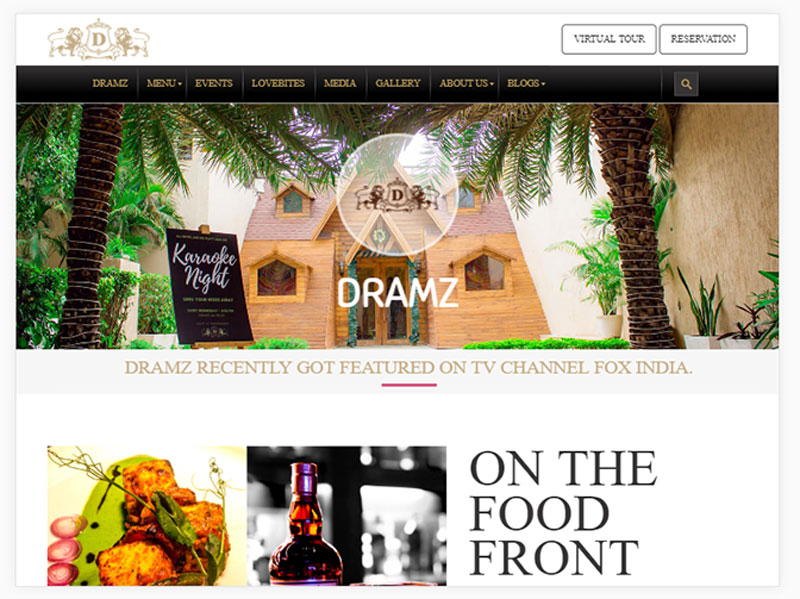 D
VIRTUAL TOUR
RESERVATION
DRAMZ
MENU
EVENTS
LOVEBITES
MEDIA
GALLERY
ABOUT US
BLOGS
D
Karaoke
Night
DRAMZ
DRAMZ RECENTLY GOT FEATURED ON TV CHANNEL FOX INDIA.
ON THE
FOOD
FRONT